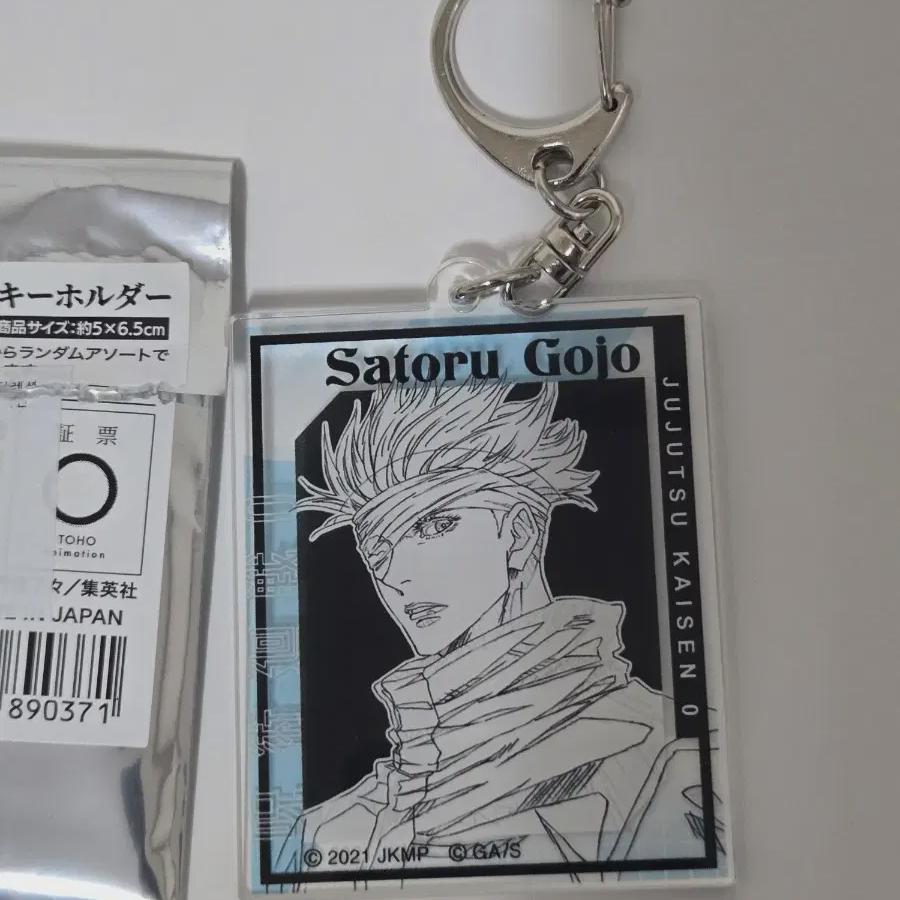 キーホルダー
商品サイズ:約5×6.5cm
らランダムアソートで
証 票
TOHO
animation
々／集英社
IN JAPAN
890371
Satoru Gojo
JUJUTSU KAISEN 0
© 2021 JKMP © GA/S